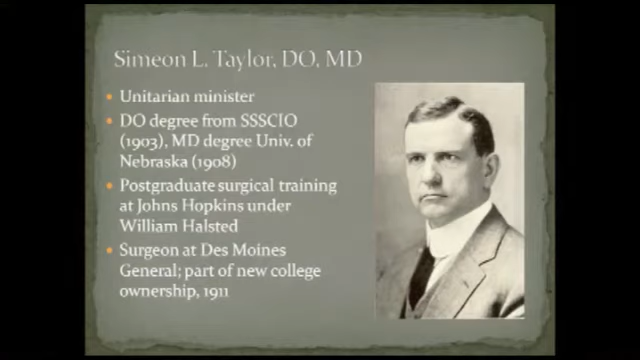 Simeon L. Taylor, DO, MD
Unitarian minister
DO degree from SSSCIO
(1903), MD degree Univ. of
Nebraska (1908)
Postgraduate surgical training
at Johns Hopkins under
William Halsted
Surgeon at Des Moines
General; part of new college
ownership, 1911